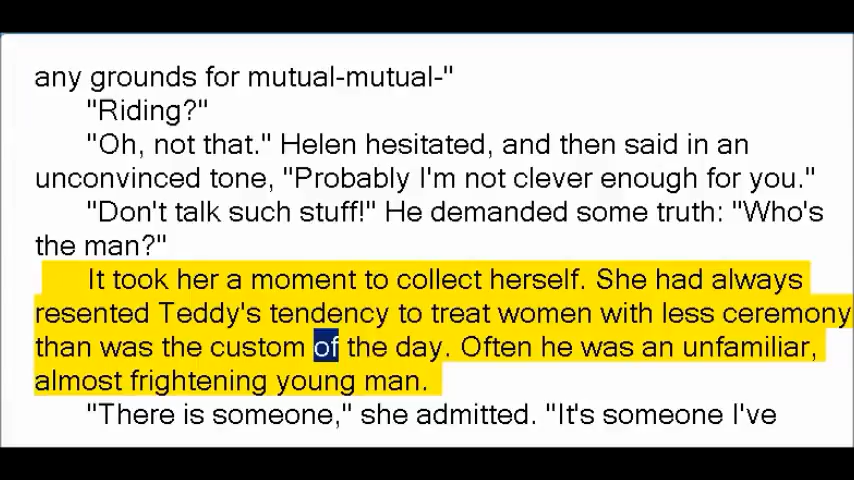 any grounds for mutual-mutual-"
"Riding?"
"Oh, not that." Helen hesitated, and then said in an
unconvinced tone, "Probably I'm not clever enough for you."
"Don't talk such stuff!" He demanded some truth: "Who's
the man?"
It took her a moment to collect herself. She had always
resented Teddy's tendency to treat women with less ceremony
than was the custom of the day. Often he was an unfamiliar,
almost frightening young man.
"There is someone," she admitted. "It's someone I've